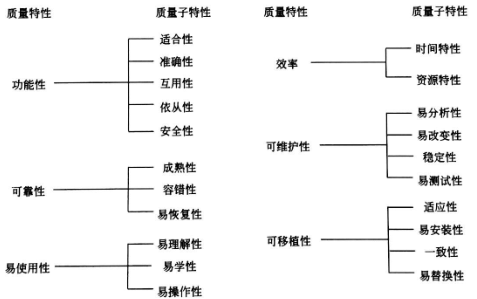 质量特性 质量子特性
功能性
适合性
准确性
互用性
依从性
安全性
可靠性
成熟性
容错性
易恢复性
易使用性
易理解性
易学性
易操作性
质量特性 质量子特性
效率
时间特性
资源特性
可维护性
易分析性
易改变性
稳定性
易测试性
可移植性
适应性
易安装性
一致性
易替换性